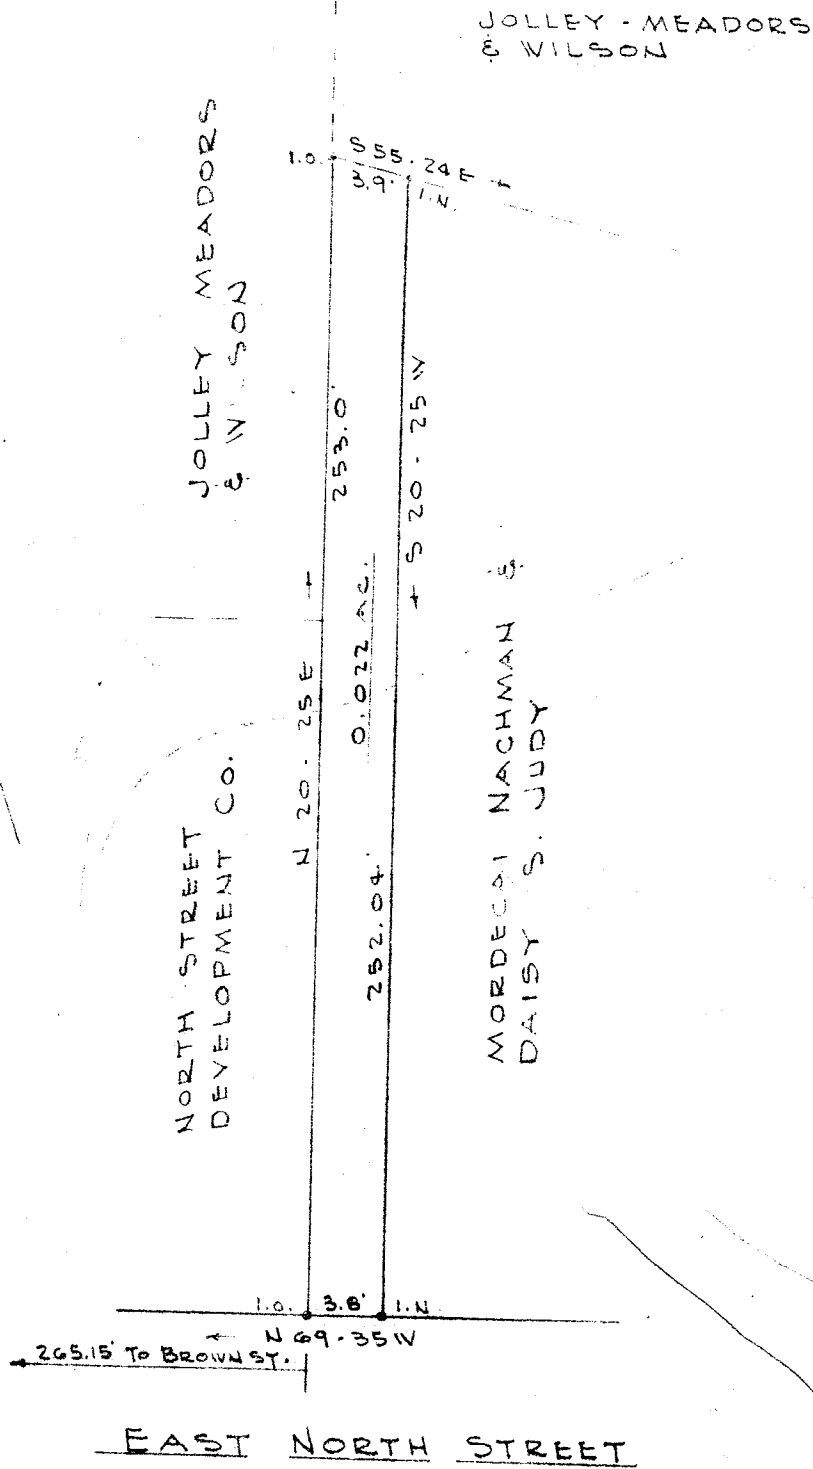 JOLLEY - MEADORS
& WILSON
JOLLEY MEADORS
& WILSON
I.O.
S 55.24 E
3.9'
I.N.
253.0'
S 20.25 W
0.022 AC.
N 20.25 E
252.04'
NORTH STREET
DEVELOPMENT CO.
MORDECAI NACHMAN &
DAISY S. JUDY
I.O. 3.8' I.N.
N 69.35 W
265.15' TO BROWN ST.
EAST NORTH STREET